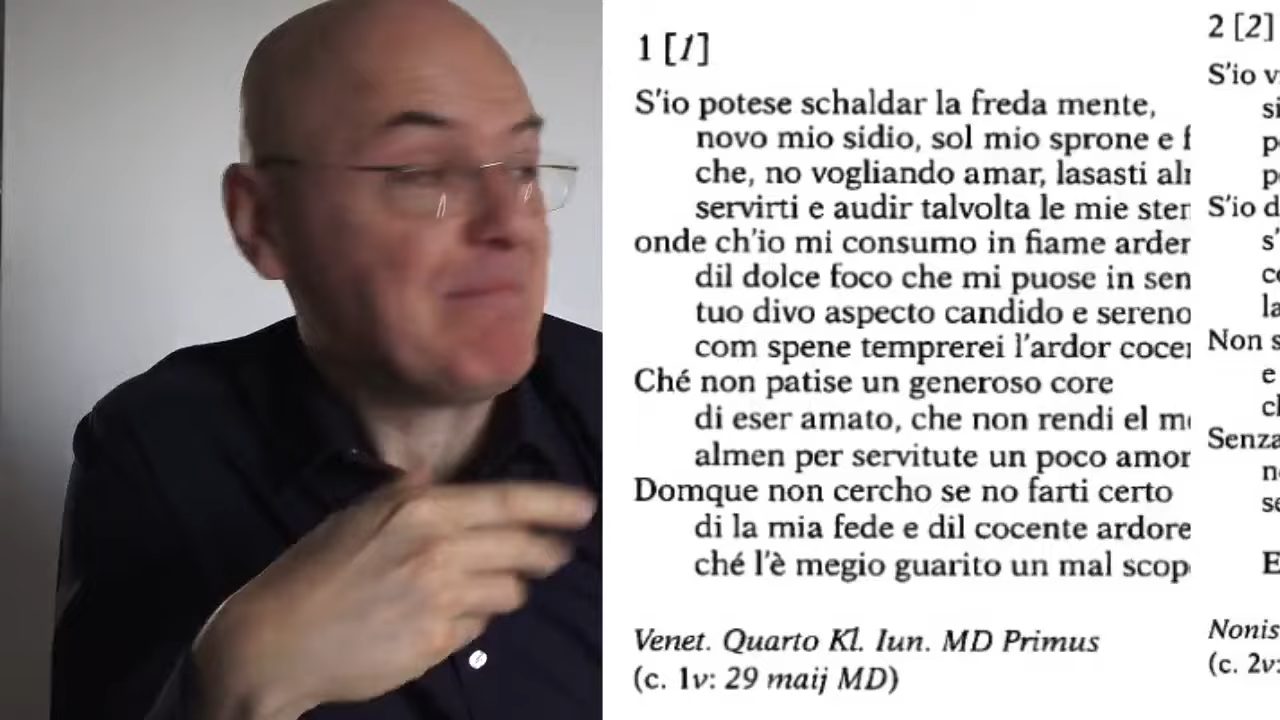 1 [1]
S'io potese schaldar la freda mente,
novo mio sidio, sol mio sprone e
che, no vogliando amar, lasasti
servirti e audir talvolta le mie
onde ch'io mi consumo in fiame
dil dolce foco che mi puose in
tuo divo aspecto candido e sereno
com spene temprerei l'ardor
Ché non patise un generoso core
di eser amato, che non rendi el
almen per servitute un poco
Domque non cercho se no farti certo
di la mia fede e dil cocente ardore
ché l'è megio guarito un mal
Venet. Quarto Kl. Iun. MD Primus
(c. 1v: 29 maij MD)
2 [2]
S'io
S'io
Non
e
Nonis
(c. 2v: